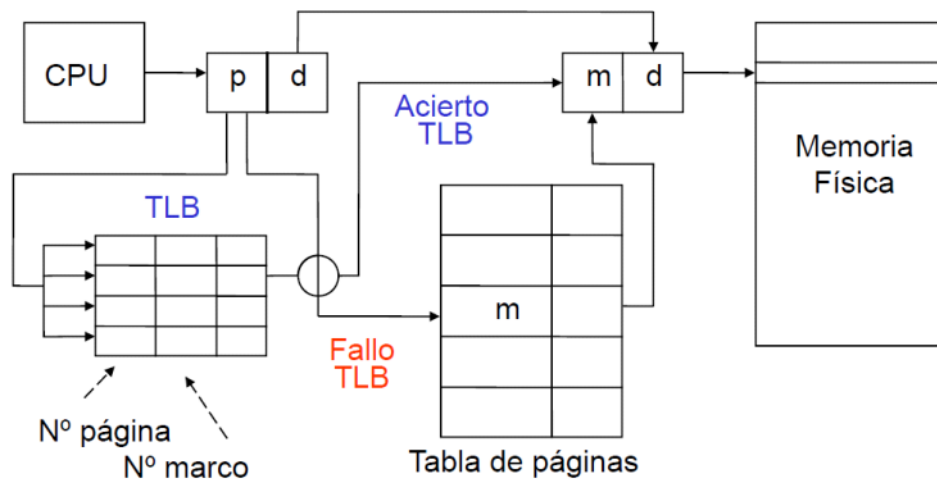 CPU
p
d
m
d
Acierto
TLB
Memoria
Física
TLB
m
Fallo
TLB
Nº página
Nº marco
Tabla de páginas